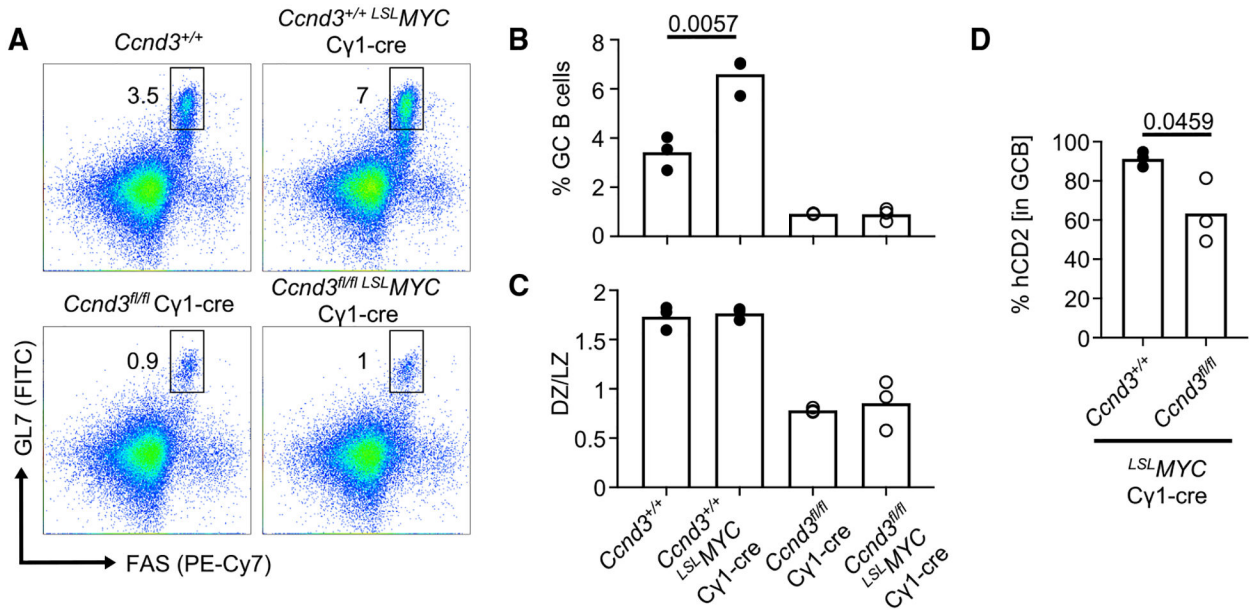 A
Ccnd3+/+
Ccnd3+/+ LSLMYC
Cγ1-cre
3.5
7
Ccnd3fl/fl Cγ1-cre
Ccnd3fl/fl LSLMYC
Cγ1-cre
0.9
1
GL7 (FITC)
FAS (PE-Cy7)
B
0.0057
% GC B cells
8
6
4
2
0
C
DZ/LZ
2
1.5
1
0.5
0
Ccnd3+/+
Ccnd3+/+
LSLMYC
Cγ1-cre
Ccnd3fl/fl
Cγ1-cre
Ccnd3fl/fl
LSLMYC
Cγ1-cre
D
0.0459
% hCD2 [in GCB]
100
80
60
40
20
0
Ccnd3+/+
Ccnd3fl/fl
LSLMYC
Cγ1-cre